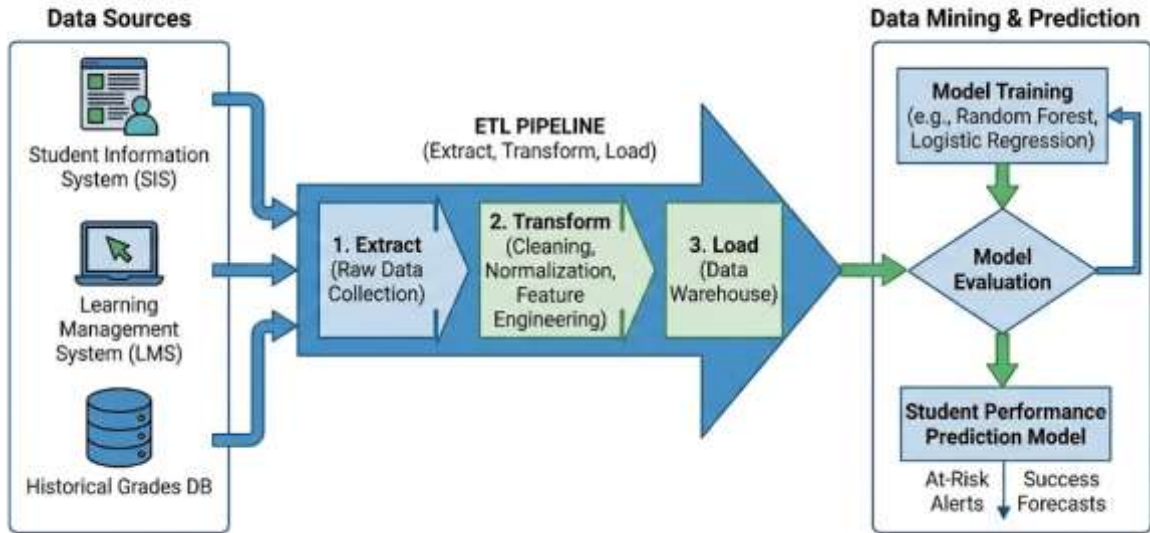 Data Sources
Student Information
System (SIS)
Learning
Management
System (LMS)
Historical Grades DB
ETL PIPELINE
(Extract, Transform, Load)
1. Extract
(Raw Data
Collection)
2. Transform
(Cleaning,
Normalization,
Feature
Engineering)
3. Load
(Data
Warehouse)
Data Mining & Prediction
Model Training
(e.g., Random Forest,
Logistic Regression)
Model
Evaluation
Student Performance
Prediction Model
At-Risk
Alerts
Success
Forecasts